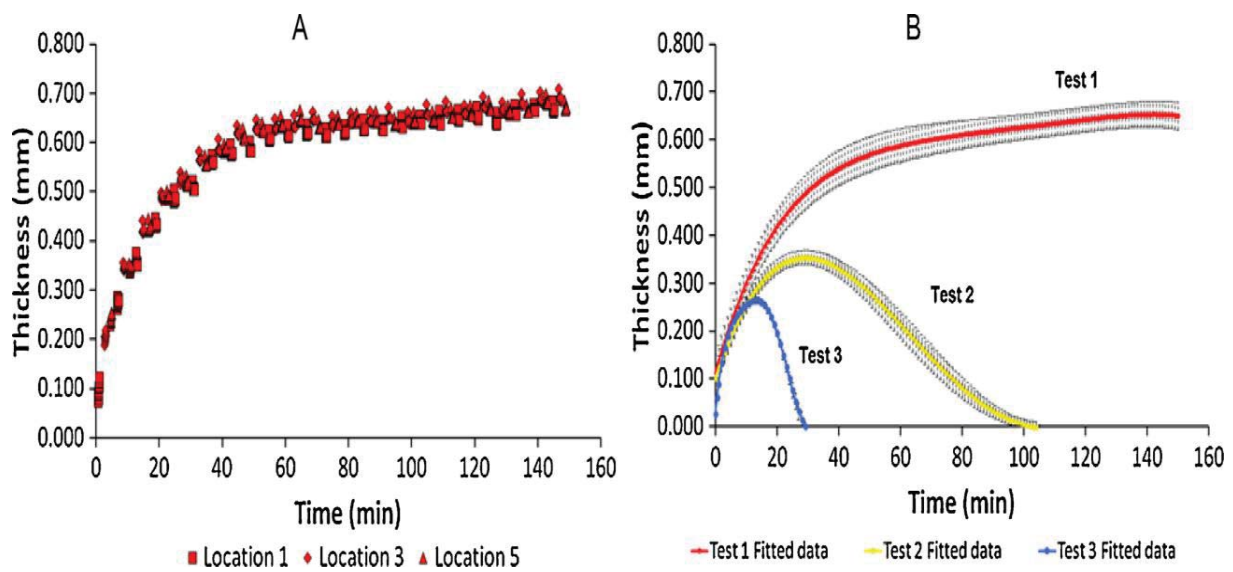 A
0.800
0.700
0.600
0.500
0.400
0.300
0.200
0.100
0.000
Thickness (mm)
0 20 40 60 80 100 120 140 160
Time (min)
Location 1 Location 3 Location 5
B
0.800
0.700
0.600
0.500
0.400
0.300
0.200
0.100
0.000
Thickness (mm)
Test 1
Test 2
Test 3
0 20 40 60 80 100 120 140 160
Time (min)
Test 1 Fitted data Test 2 Fitted data Test 3 Fitted data